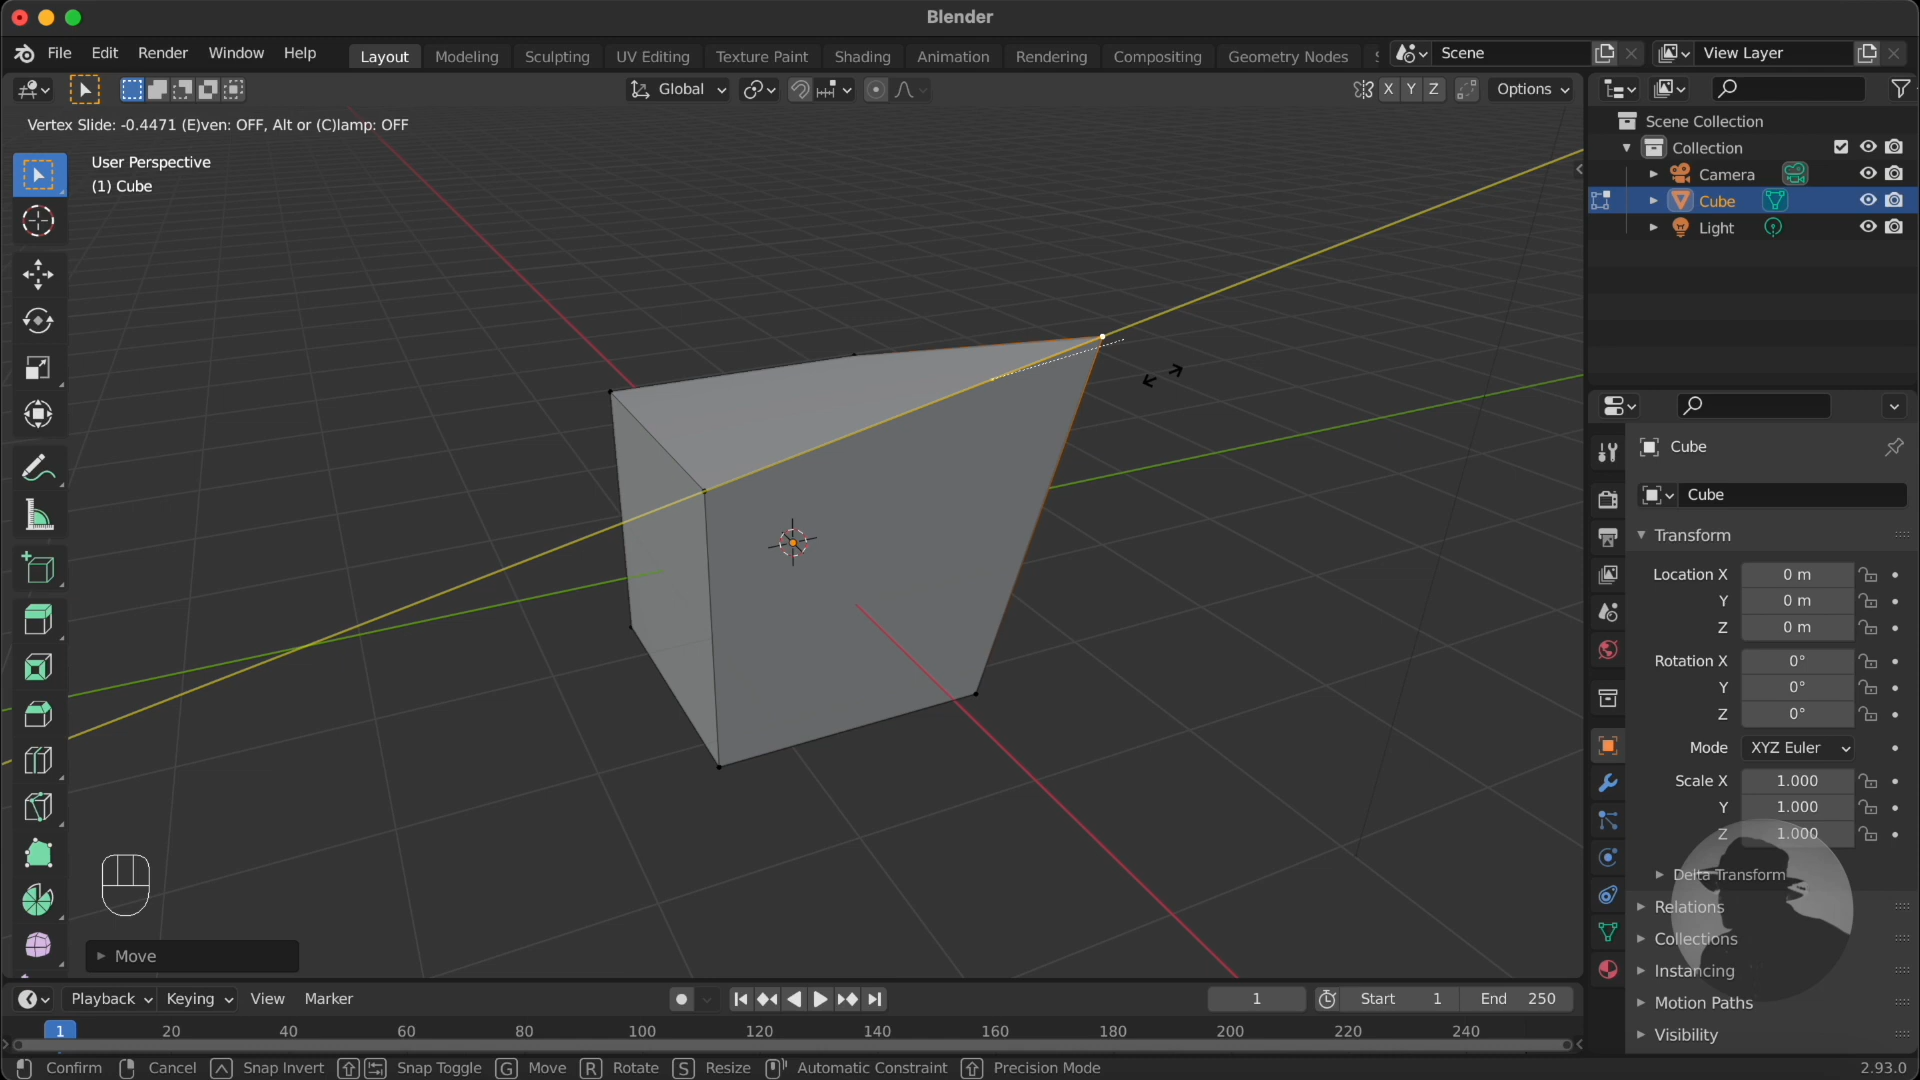 Blender
File Edit Render Window Help
Layout Modeling Sculpting UV Editing Texture Paint Shading Animation Rendering Compositing Geometry Nodes
Scene View Layer
Global X Y Z Options
Vertex Slide: -0.4471 (E)ven: OFF, Alt or (C)lamp: OFF
User Perspective
(1) Cube
Scene Collection
Collection
Camera
Cube
Light
Cube
Cube
Transform
Location X 0 m
Y 0 m
Z 0 m
Rotation X 0°
Y 0°
Z 0°
Mode XYZ Euler
Scale X 1.000
Y 1.000
Z 1.000
Delta Transform
Relations
Collections
Instancing
Motion Paths
Visibility
Move
Playback Keying View Marker 1 Start 1 End 250
1 20 40 60 80 100 120 140 160 180 200 220 240
Confirm Cancel Snap Invert Snap Toggle G Move R Rotate S Resize Automatic Constraint Precision Mode 2.93.0